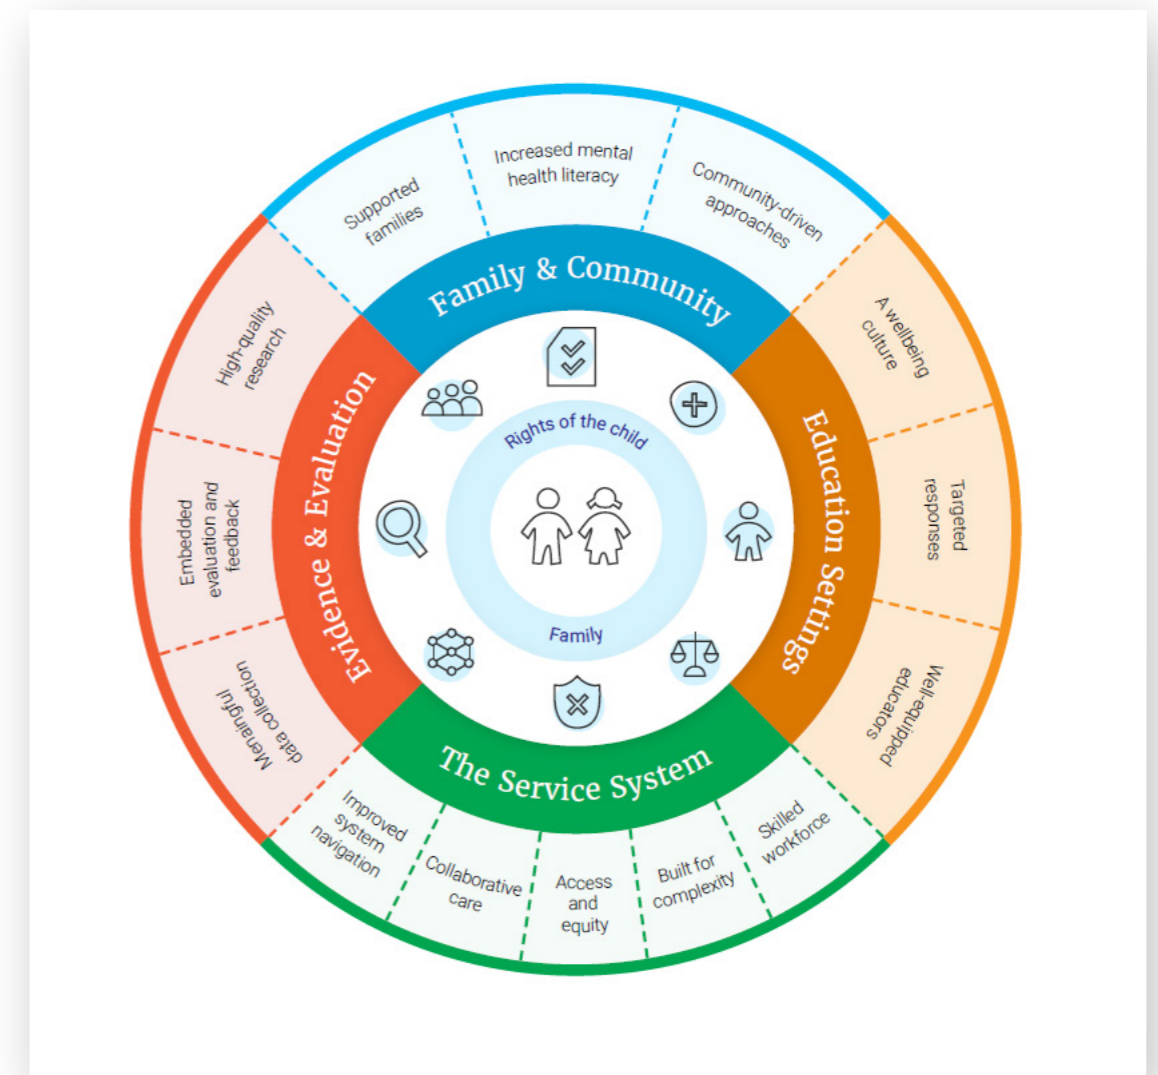 Increased mental
health literacy
Supported
families
Community-driven
approaches
Family & Community
High-quality
research
A wellbeing
culture
Rights of the child
Evidence & Evaluation
Education Settings
Embedded
evaluation and
feedback
Targeted
responses
Family
Menaingful
data collection
Well-equipped
educators
The Service System
Improved
system
navigation
Collaborative
care
Access
and
equity
Built for
complexity
Skilled
workforce